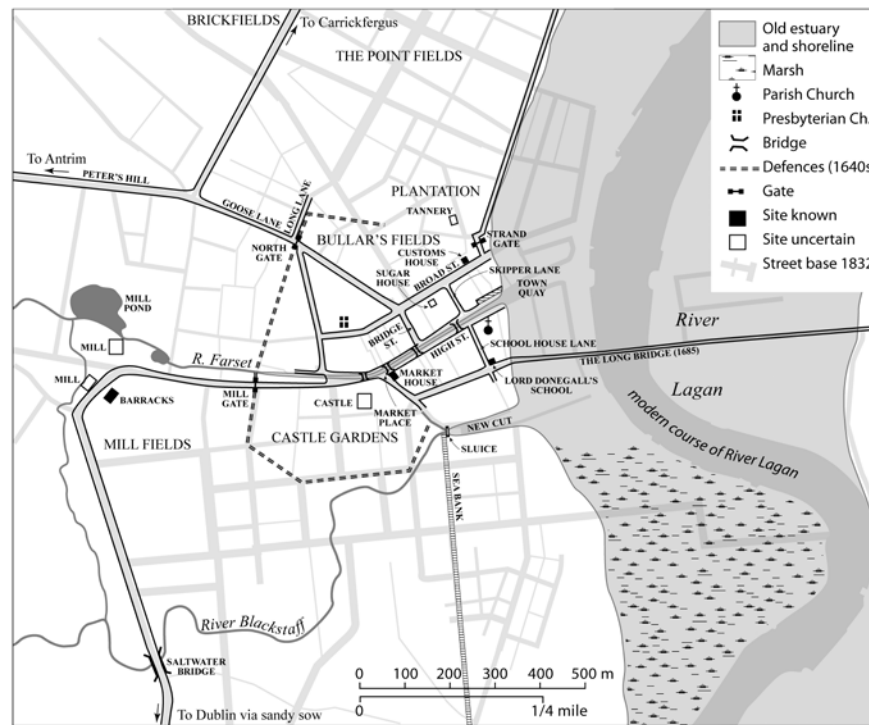 BRICKFIELDS
To Carrickfergus
THE POINT FIELDS
To Antrim
PETER'S HILL
GOOSE LANE
LONG LANE
PLANTATION
TANNERY
NORTH
GATE
BULLAR'S FIELDS
CUSTOMS
HOUSE
STRAND
GATE
SUGAR
HOUSE
BROAD ST.
SKIPPER LANE
TOWN
QUAY
BRIDGE
ST.
HIGH ST.
SCHOOL HOUSE LANE
THE LONG BRIDGE (1685)
MILL
POND
MILL
R. Farset
MILL
BARRACKS
MILL
GATE
MARKET
HOUSE
LORD DONEGALL'S
SCHOOL
CASTLE
MARKET
PLACE
MILL FIELDS
CASTLE GARDENS
NEW CUT
SLUICE
SEA BANK
River
Lagan
modern course of River Lagan
River Blackstaff
SALTWATER
BRIDGE
To Dublin via sandy sow
0 100 200 300 400 500 m
0 1/4 mile
Old estuary
and shoreline
Marsh
Parish Church
Presbyterian Ch.
Bridge
Defences (1640s
Gate
Site known
Site uncertain
Street base 1832